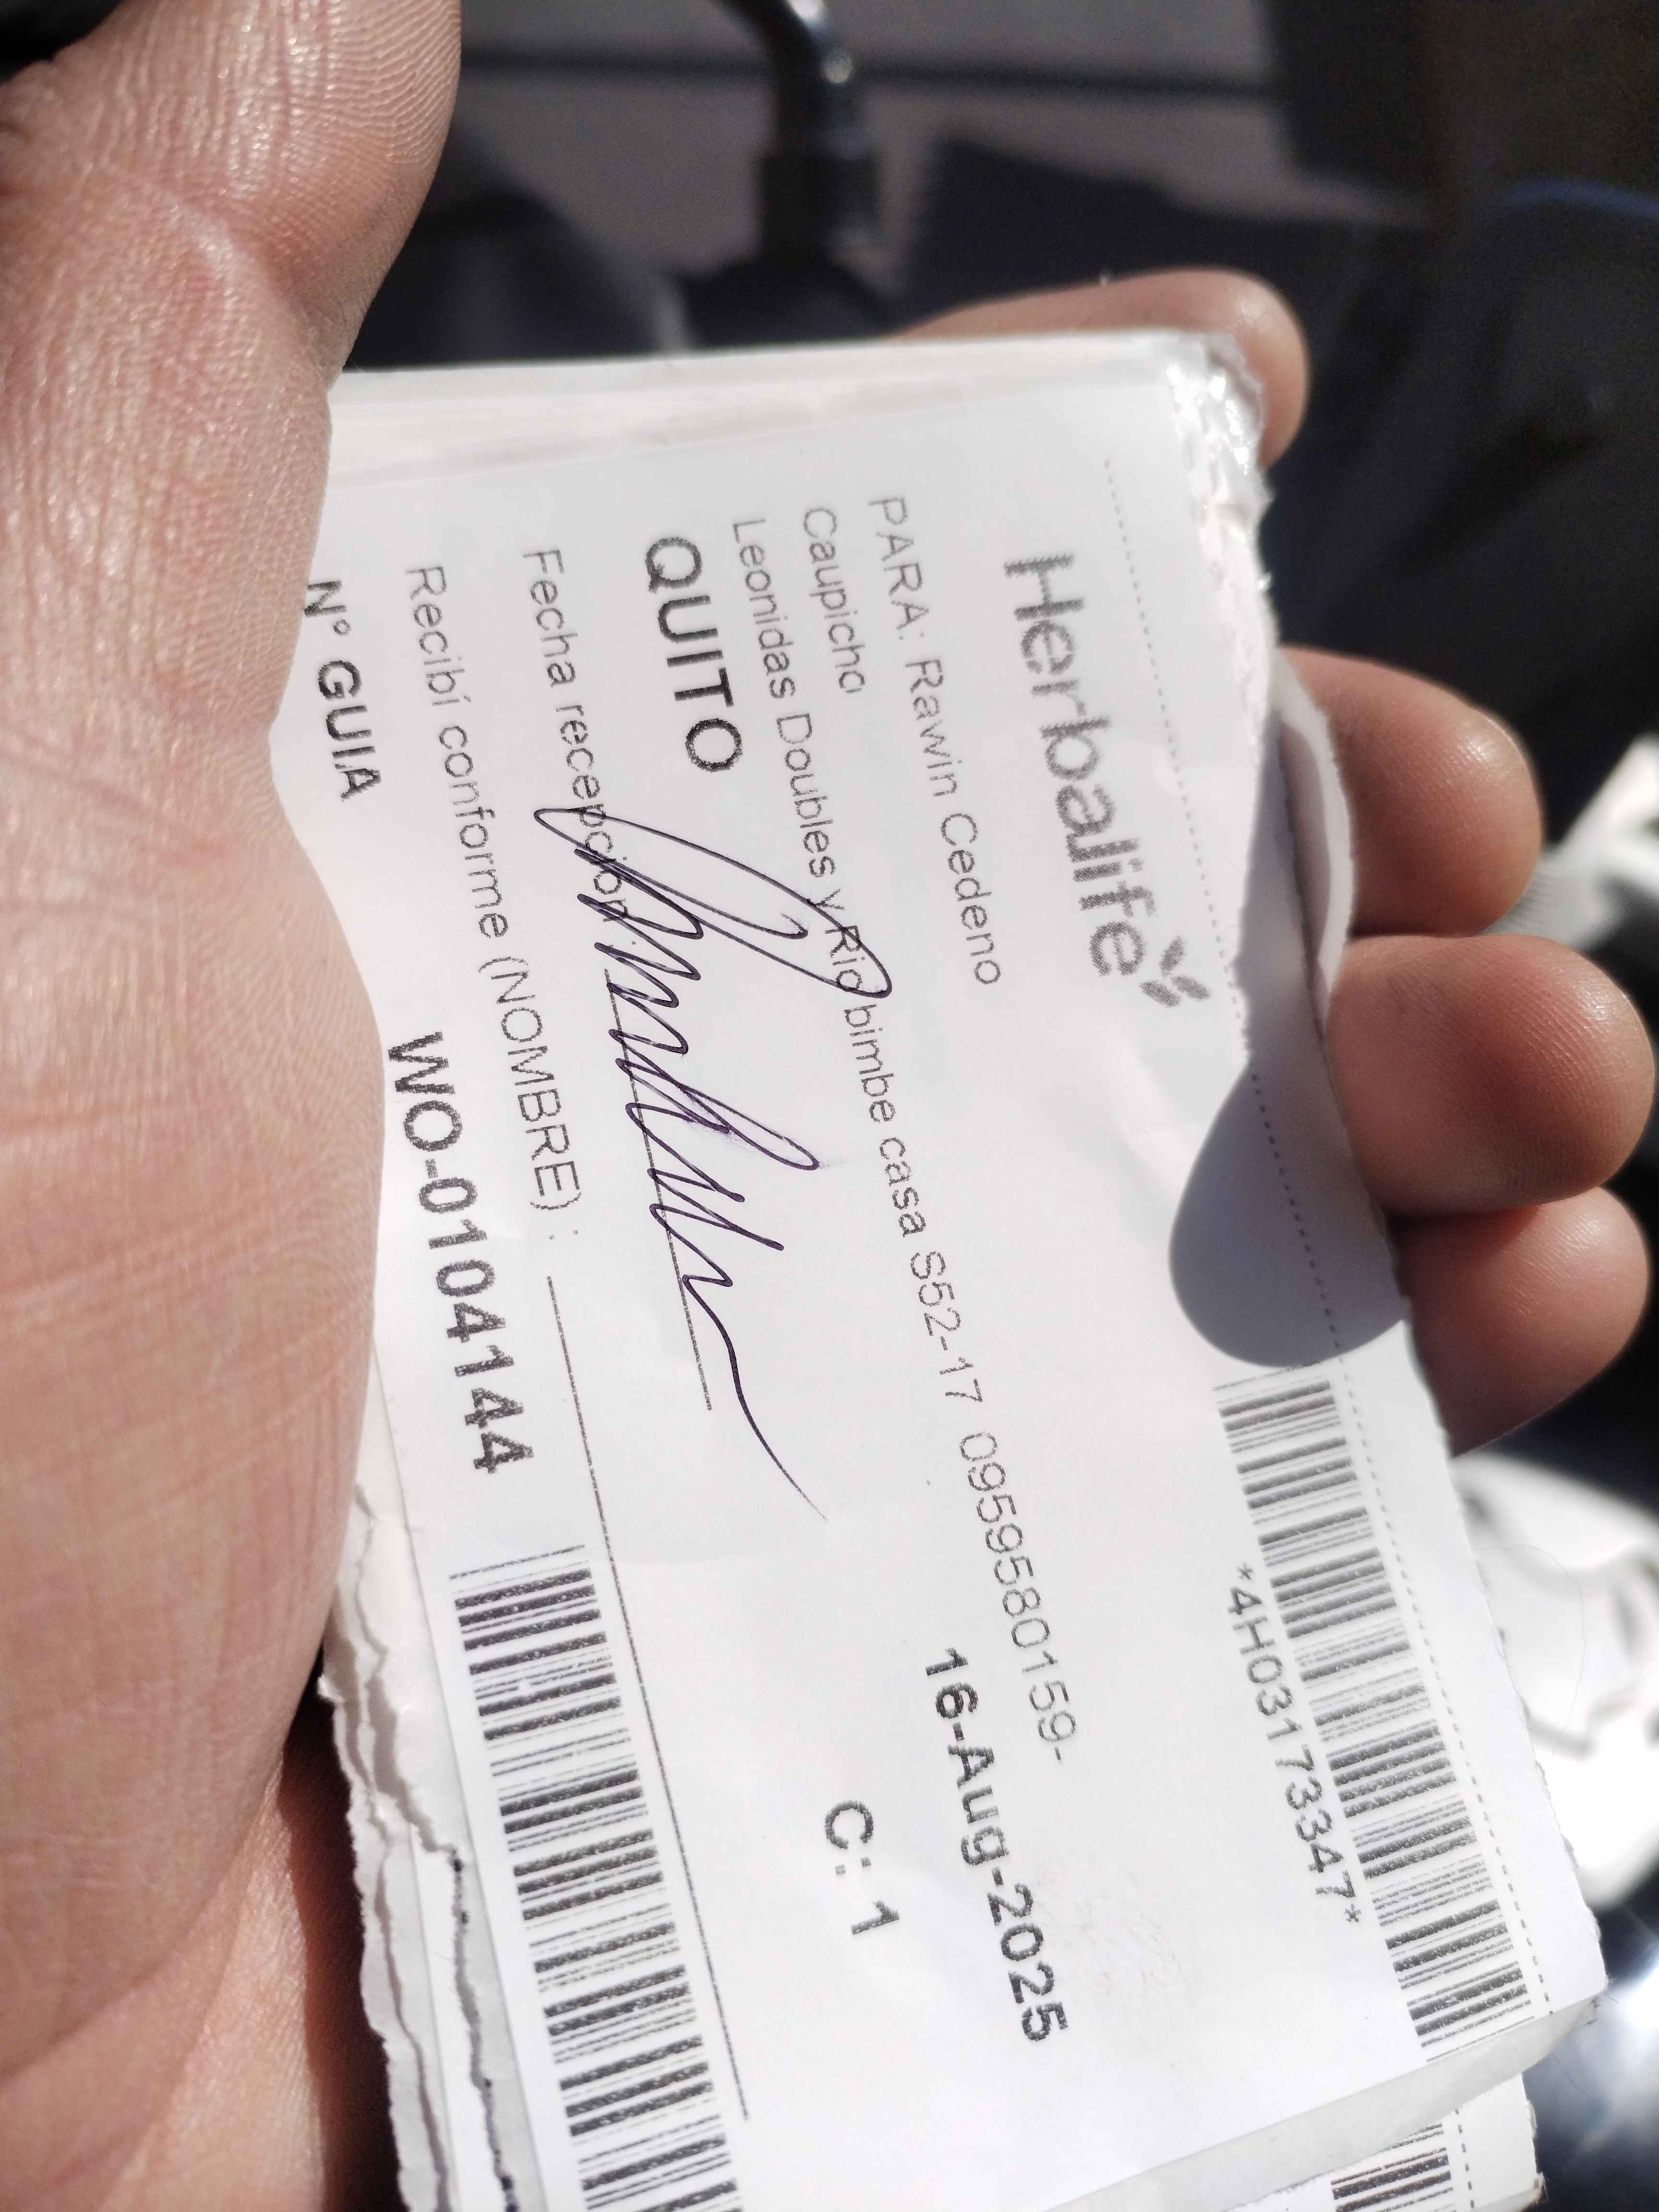 Herbalife
*4H03173347*
PARA: Rawin Cedeno
Caupicho
Leonidas Doubles y Rio bimbe casa S52-17 0959580159-
QUITO
16-Aug-2025
Fecha recepcion:
C: 1
Recibí conforme (NOMBRE) :
N° GUIA WO-0104144